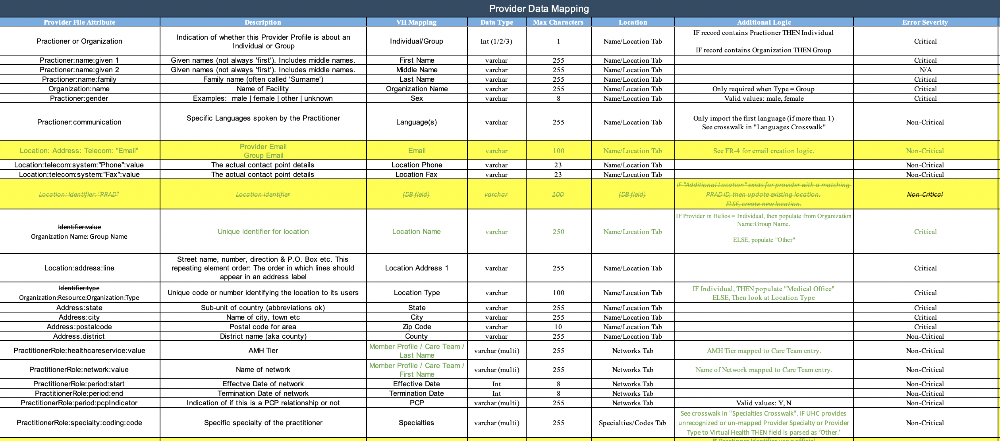 Provider Data Mapping
Provider File Attribute Description VH Mapping Data Type Max Characters Location Additional Logic Error Severity
Practioner or Organization Indication of whether this Provider Profile is about an Individual or Group Individual/Group Int (1/2/3) 1 Name/Location Tab IF record contains Practioner THEN Individual IF record contains Organization THEN Group Critical
Practioner:name:given 1 Given names (not always 'first'). Includes middle names. First Name varchar 255 Name/Location Tab Critical
Practioner:name:given 2 Given names (not always 'first'). Includes middle names. Middle Name varchar 255 Name/Location Tab N/A
Practioner:name:family Family name (often called 'Surname') Last Name varchar 255 Name/Location Tab Critical
Organization:name Name of Facility Organization Name varchar 255 Name/Location Tab Only required when Type = Group Critical
Practioner:gender Examples: male | female | other | unknown Sex varchar 8 Name/Location Tab Valid values: male, female Critical
Practioner:communication Specific Languages spoken by the Practitioner Language(s) varchar 255 Name/Location Tab Only import the first language (if more than 1) See crosswalk in "Languages Crosswalk" Non-Critical
Location: Address: Telecom: "Email" Provider Email Group Email Email varchar 100 Name/Location Tab See FR-4 for email creation logic. Non-Critical
Location:telecom:system:"Phone":value The actual contact point details Location Phone varchar 23 Name/Location Tab Non-Critical
Location:telecom:system:"Fax":value The actual contact point details Location Fax varchar 23 Name/Location Tab Non-Critical
Location: Identifier: "PRAD" Location identifier (DB field) varchar 100 (DB field) IF "Additional Location" exists for provider with a matching PRAD ID, then update existing location. ELSE, create new location. Non-Critical
Identifier:value Organization Name: Group Name Unique identifier for location Location Name varchar 250 Name/Location Tab IF Provider in Helios = Individual, then populate from Organization Name:Group Name. ELSE, populate "Other" Critical
Location:address:line Street name, number, direction & P.O. Box etc. This repeating element order: The order in which lines should appear in an address label Location Address 1 varchar 255 Name/Location Tab Critical
Identifier:type Organization:Resource:Organization:Type Unique code or number identifying the location to its users Location Type varchar 100 Name/Location Tab IF Individual, THEN populate "Medical Office" ELSE, Then look at Location Type Critical
Address:state Sub-unit of country (abbreviations ok) State varchar 255 Name/Location Tab Critical
Address:city Name of city, town etc City varchar 255 Name/Location Tab Critical
Address:postalcode Postal code for area Zip Code varchar 10 Name/Location Tab Critical
Address.district District name (aka county) County varchar 255 Name/Location Tab Non-Critical
PractitionerRole:healthcareservice:value AMH Tier Member Profile / Care Team / Last Name varchar (multi) 255 Networks Tab AMH Tier mapped to Care Team entry. Non-Critical
PractitionerRole:network:value Name of network Member Profile / Care Team / First Name varchar (multi) 255 Networks Tab Name of Network mapped to Care Team entry. Non-Critical
PractitionerRole:period:start Effectve Date of network Effective Date Int 8 Networks Tab Non-Critical
PractitionerRole:period:end Termination Date of network Termination Date Int 8 Networks Tab Non-Critical
PractitionerRole:period:pcpIndicator Indication of if this is a PCP relationship or not PCP varchar (multi) 255 Networks Tab Valid values: Y, N Non-Critical
PractitionerRole:specialty:coding:code Specific specialty of the practitioner Specialties varchar (multi) 255 Specialties/Codes Tab See crosswalk in "Specialties Crosswalk". IF UHC provides unrecognized or un-mapped Provider Specialty or Provider Type to Virtual Health THEN field is parsed as ‘Other.’ Non-Critical
IF Practioner Identifier use = official